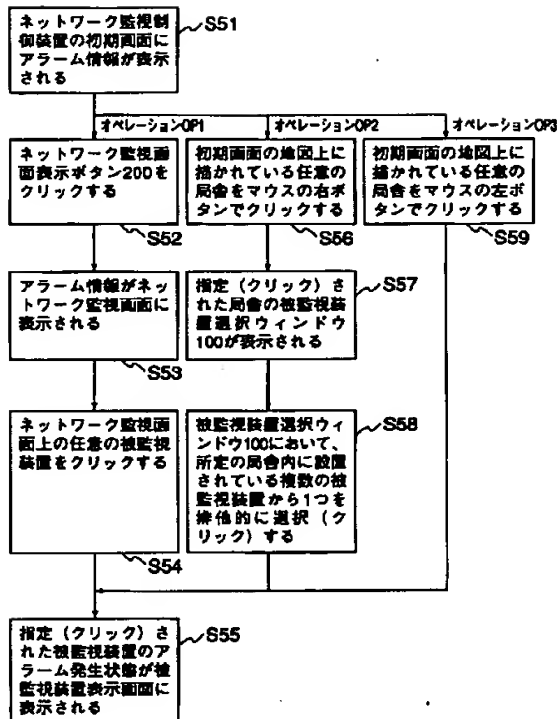 ネットワーク監視制
御装置の初期画面に
アラーム情報が表示
される
S51
オペレーションOP1
オペレーションOP2
オペレーションOP3
ネットワーク監視画
面表示ボタン200を
クリックする
S52
初期画面の地図上に
描かれている任意の
局舎をマウスの右ボ
タンでクリックする
S56
初期画面の地図上に
描かれている任意の
局舎をマウスの左ボ
タンでクリックする
S59
アラーム情報がネッ
トワーク監視画面に
表示される
S53
指定（クリック）さ
れた局舎の被監視装
置選択ウィンドウ
100が表示される
S57
ネットワーク監視画
面上の任意の被監視
装置をクリックする
S54
被監視装置選択ウィ
ンドウ100において、
所定の局舎内に設置
されている複数の被
監視装置から1つを
排他的に選択（ク
リック）する
S58
指定（クリック）さ
れた被監視装置のア
ラーム発生状態が被
監視装置表示画面に
表示される
S55